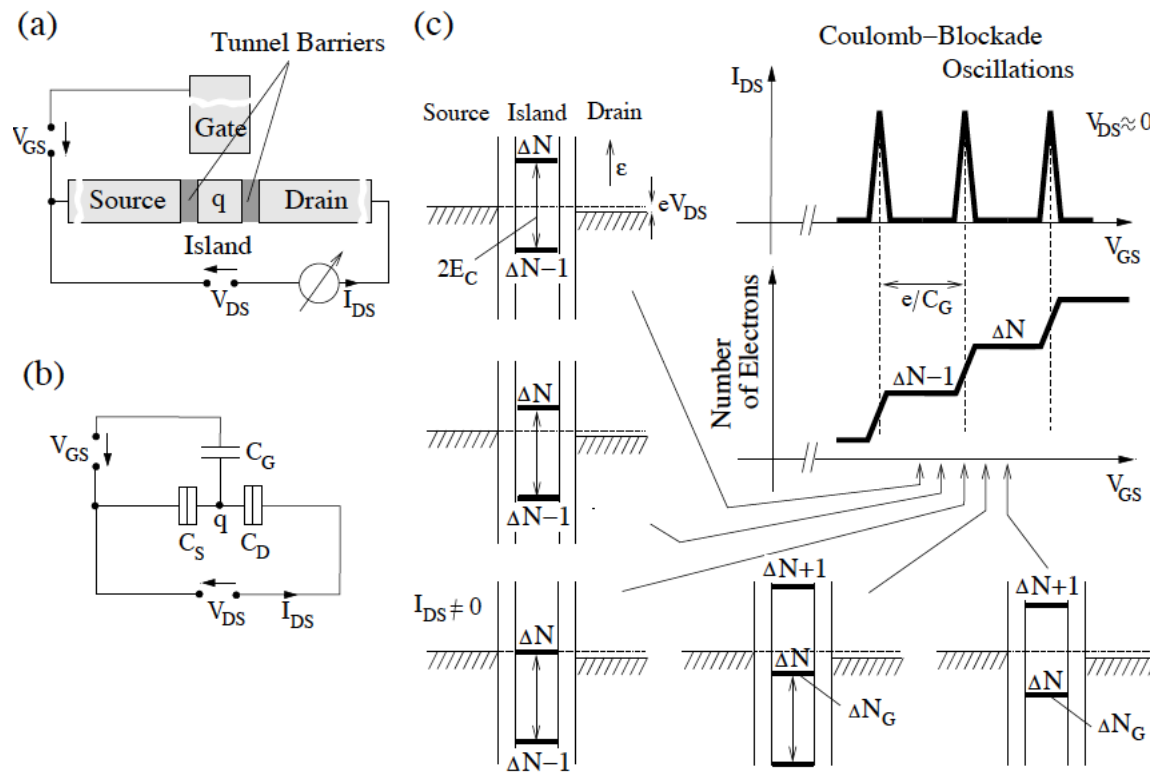 (a)
Tunnel Barriers
Gate
V_GS
Source
q
Drain
Island
V_DS
I_DS
(b)
V_GS
C_G
q
C_S
C_D
V_DS
I_DS
(c)
Source Island Drain
ΔN
ε
eV_DS
2E_C
ΔN−1
ΔN
ΔN−1
I_DS ≠ 0
ΔN
ΔN−1
Coulomb−Blockade
Oscillations
I_DS
V_DS ≈ 0
V_GS
e/C_G
ΔN
ΔN−1
Number
of Electrons
V_GS
ΔN+1
ΔN
ΔN_G
ΔN+1
ΔN
ΔN_G